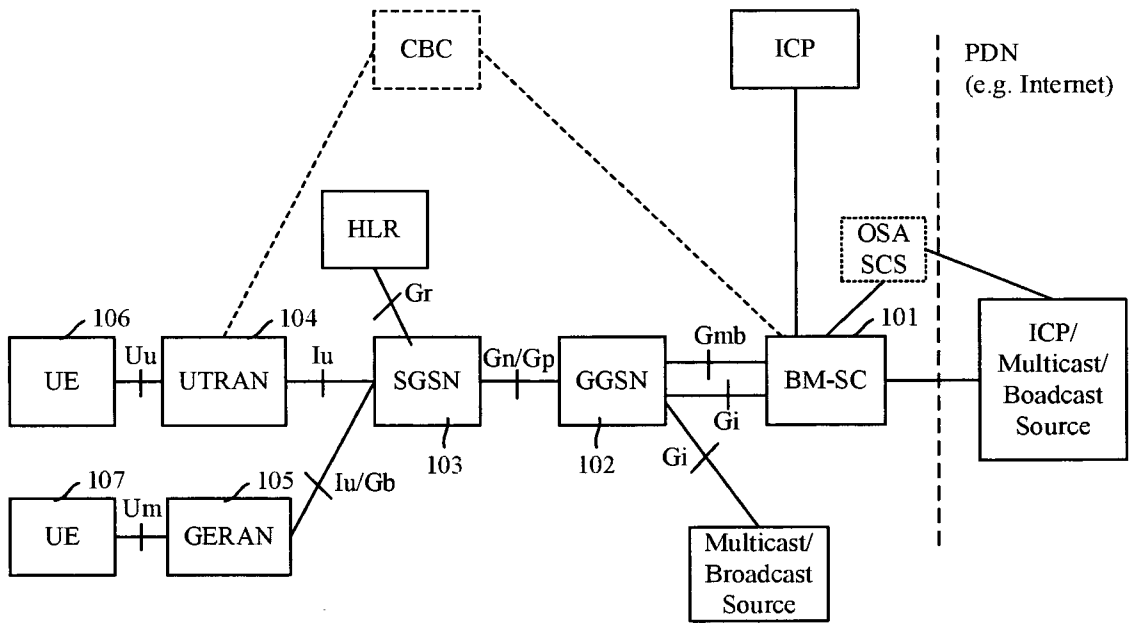 CBC
ICP
PDN
(e.g. Internet)
HLR
OSA
SCS
Gr
106
104
101
Uu
Iu
Gn/Gp
Gmb
UE
UTRAN
SGSN
GGSN
BM-SC
ICP/
Multicast/
Boadcast
Source
Gi
103
102
Gi
107
105
Iu/Gb
Um
UE
GERAN
Multicast/
Broadcast
Source